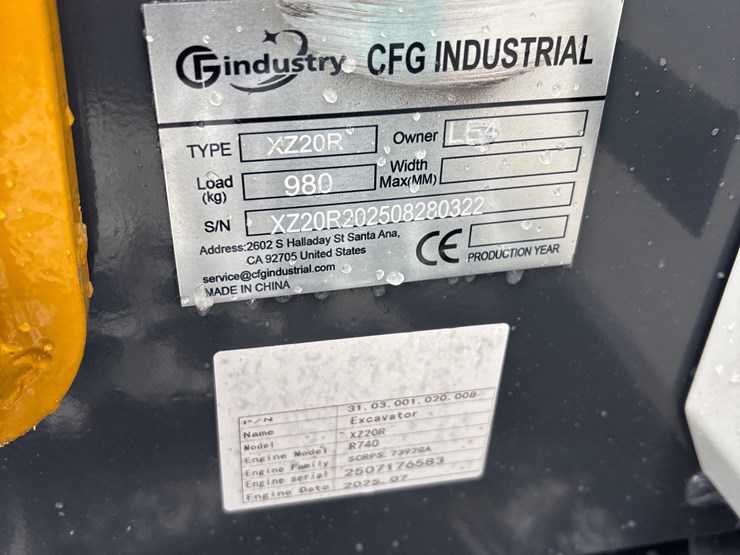 CFGindustry CFG INDUSTRIAL
TYPE XZ20R Owner LE4
Load (kg) 980 Width Max(MM)
S/N XZ20R202508280322
Address:2602 S Halladay St Santa Ana,
CA 92705 United States
service@cfgindustrial.com
MADE IN CHINA
CE PRODUCTION YEAR
P/N 31.03.001.020.008
Name Excavator
Model XZ20R
Engine Model R740
Engine Family
Engine serial 2507176583
Engine Date 2025.07